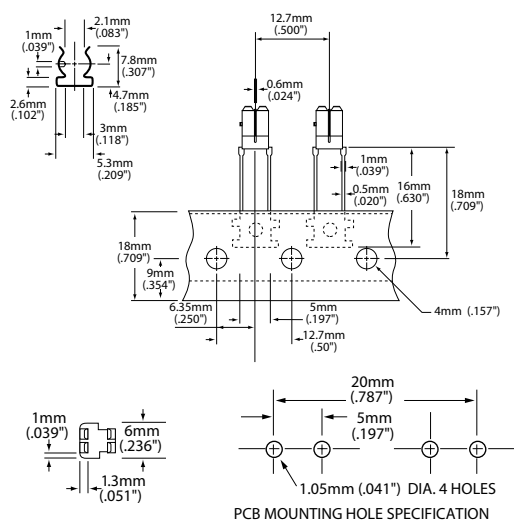 12.7mm
(.500")
2.1mm
(.083")
1mm
(.039")
7.8mm
(.307")
4.7mm
(.185")
2.6mm
(.102")
3mm
(.118")
5.3mm
(.209")
0.6mm
(.024")
1mm
(.039")
0.5mm
(.020")
16mm
(.630")
18mm
(.709")
18mm
(.709")
9mm
(.354")
6.35mm
(.250")
5mm
(.197")
12.7mm
(.50")
4mm (.157")
1mm
(.039")
6mm
(.236")
1.3mm
(.051")
20mm
(.787")
5mm
(.197")
1.05mm (.041") DIA. 4 HOLES
PCB MOUNTING HOLE SPECIFICATION